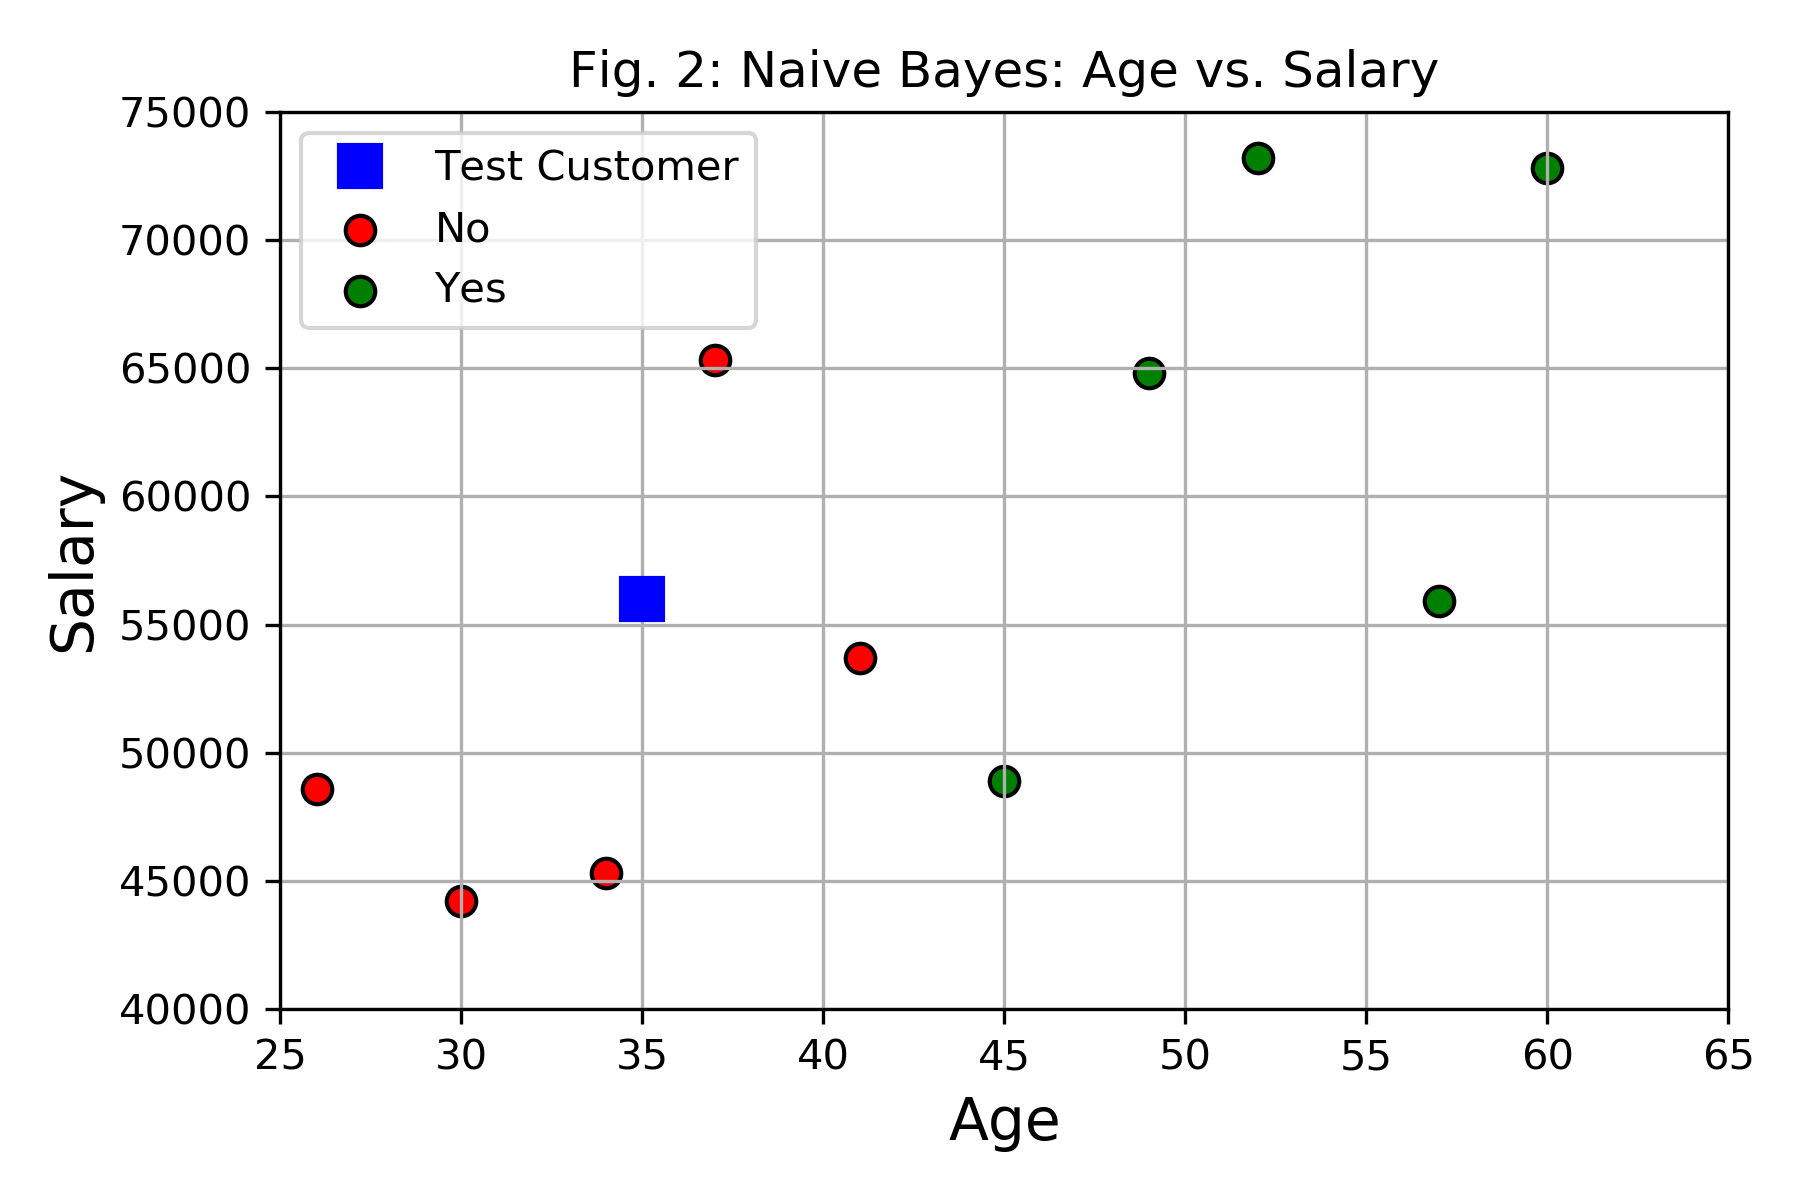 Fig. 2: Naive Bayes: Age vs. Salary
75000
70000
65000
60000
55000
50000
45000
40000
Salary
Test Customer
No
Yes
25 30 35 40 45 50 55 60 65
Age